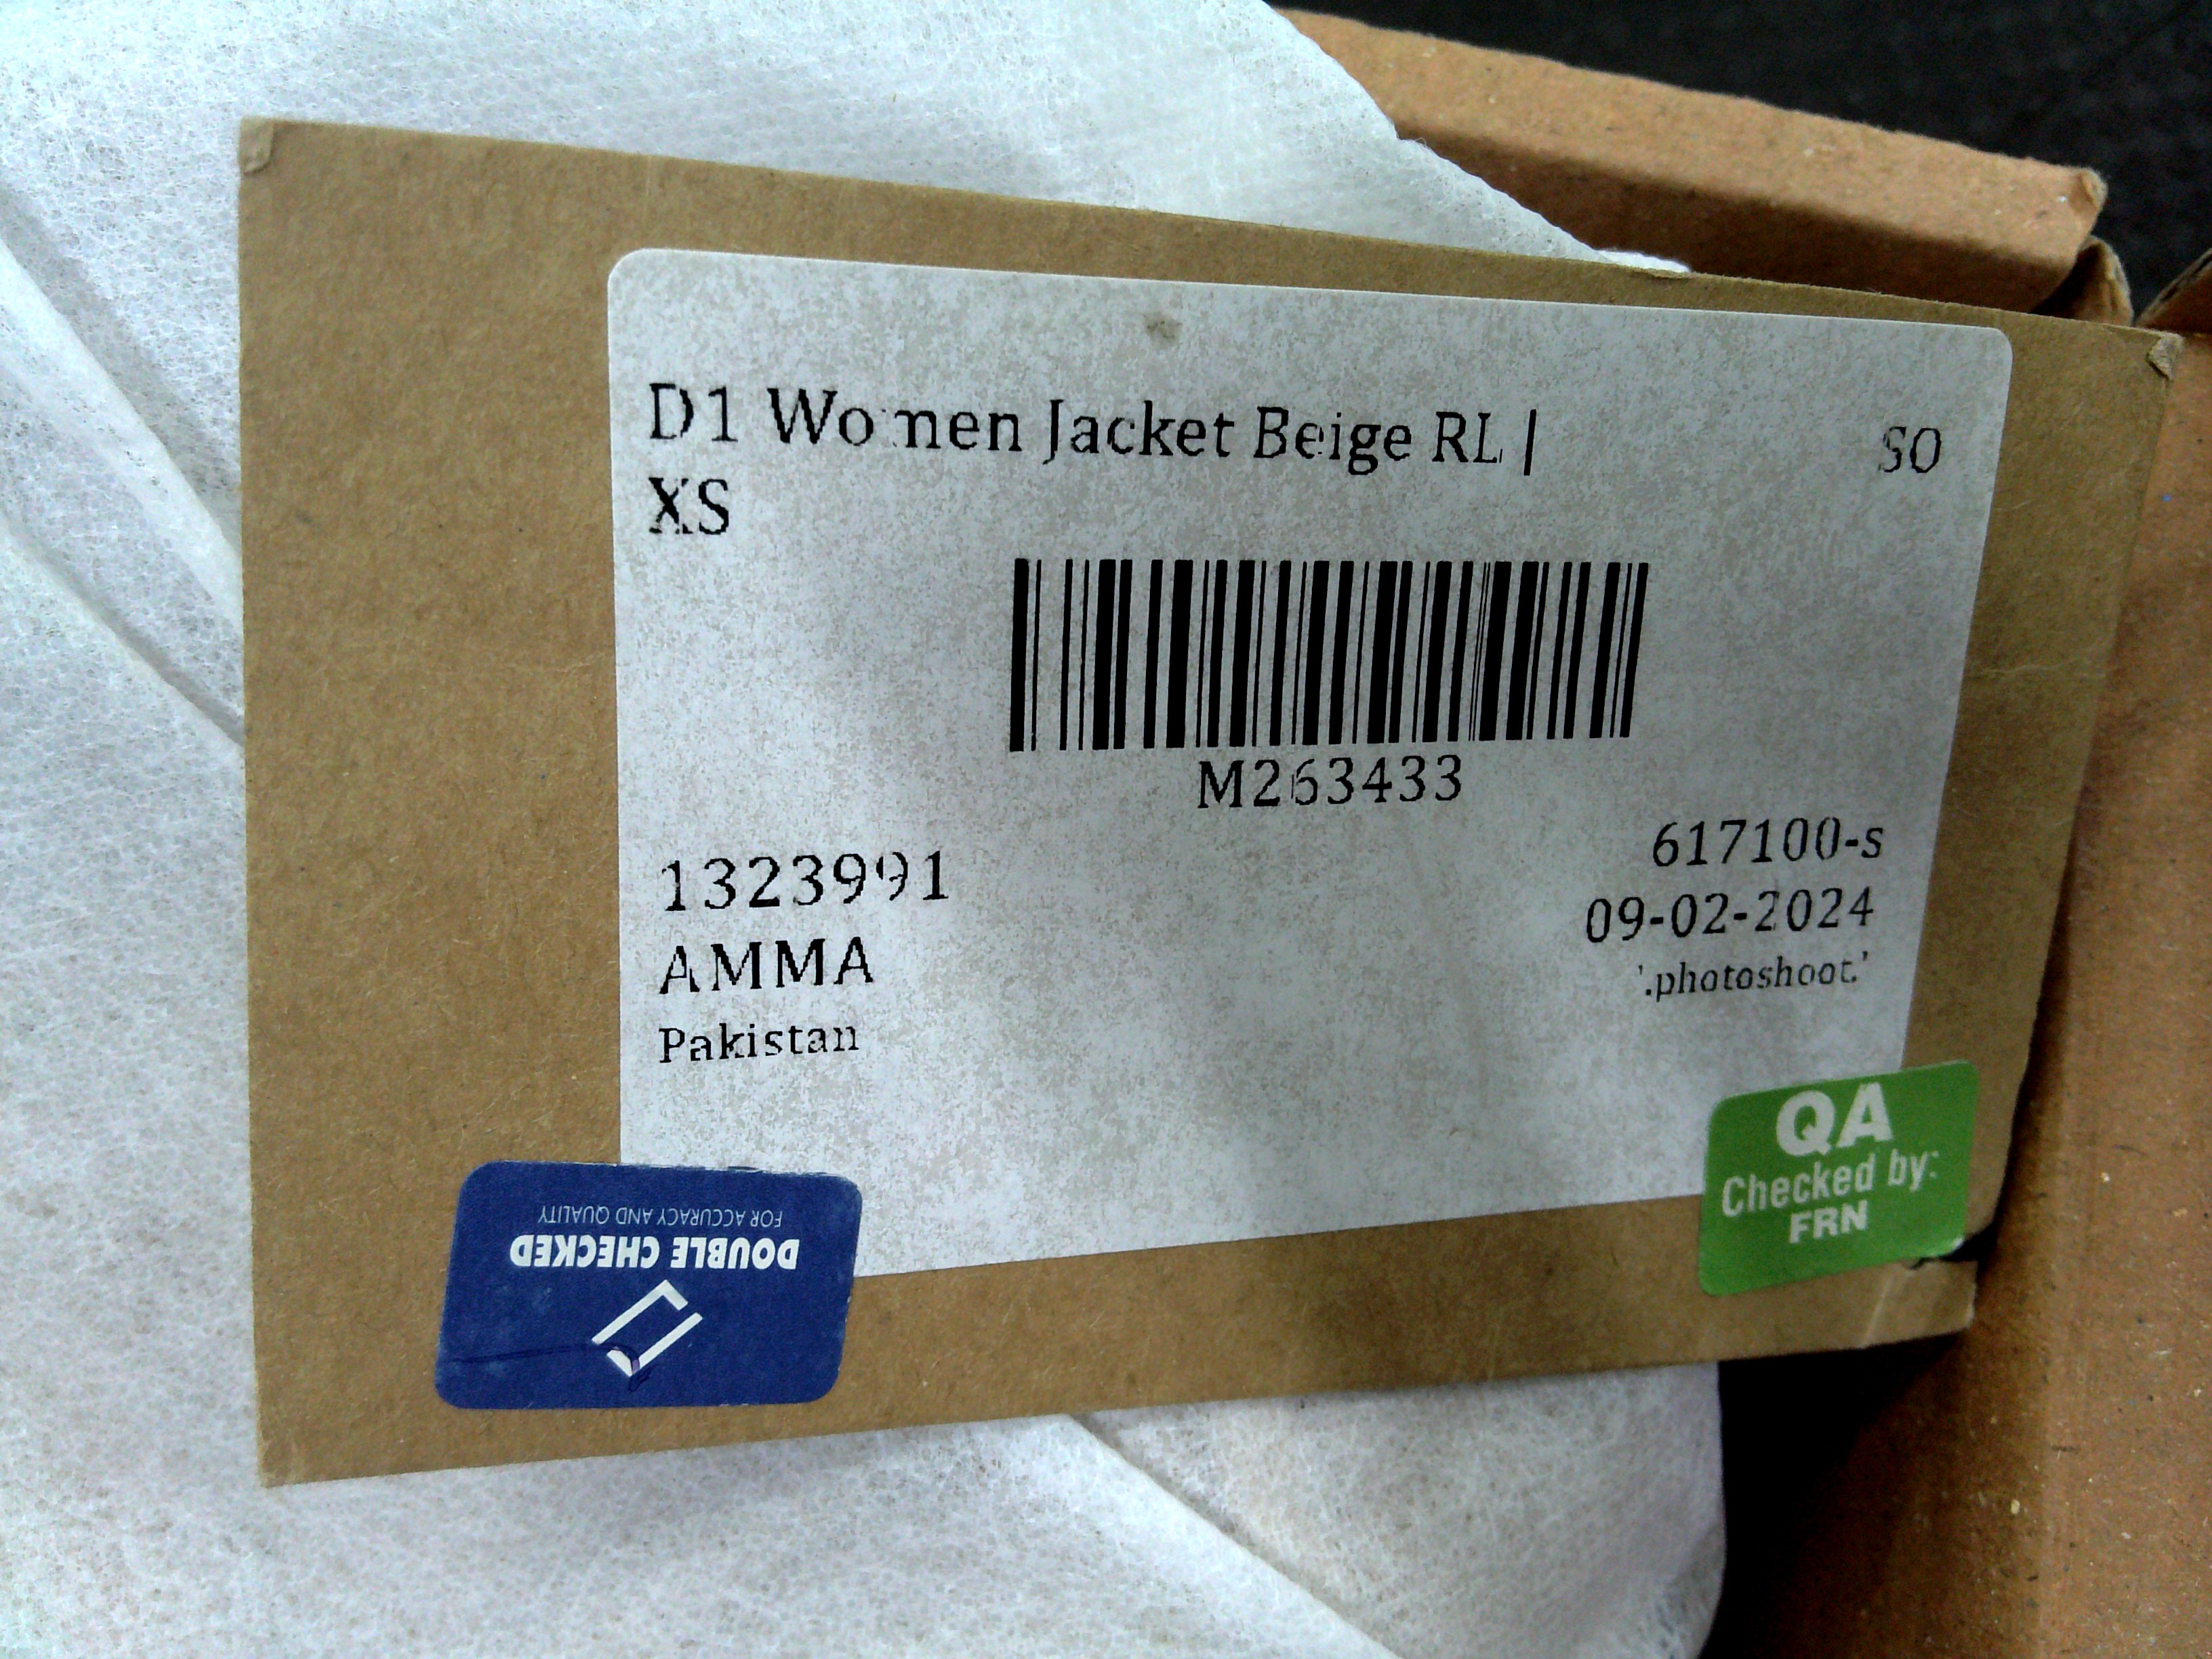 D1 Women Jacket Beige RL |
XS
SO
M263433
1323991
AMMA
Pakistan
617100-s
09-02-2024
'.photoshoot.'
QA
Checked by:
FRN
DOUBLE CHECKED
FOR ACCURACY AND QUALITY